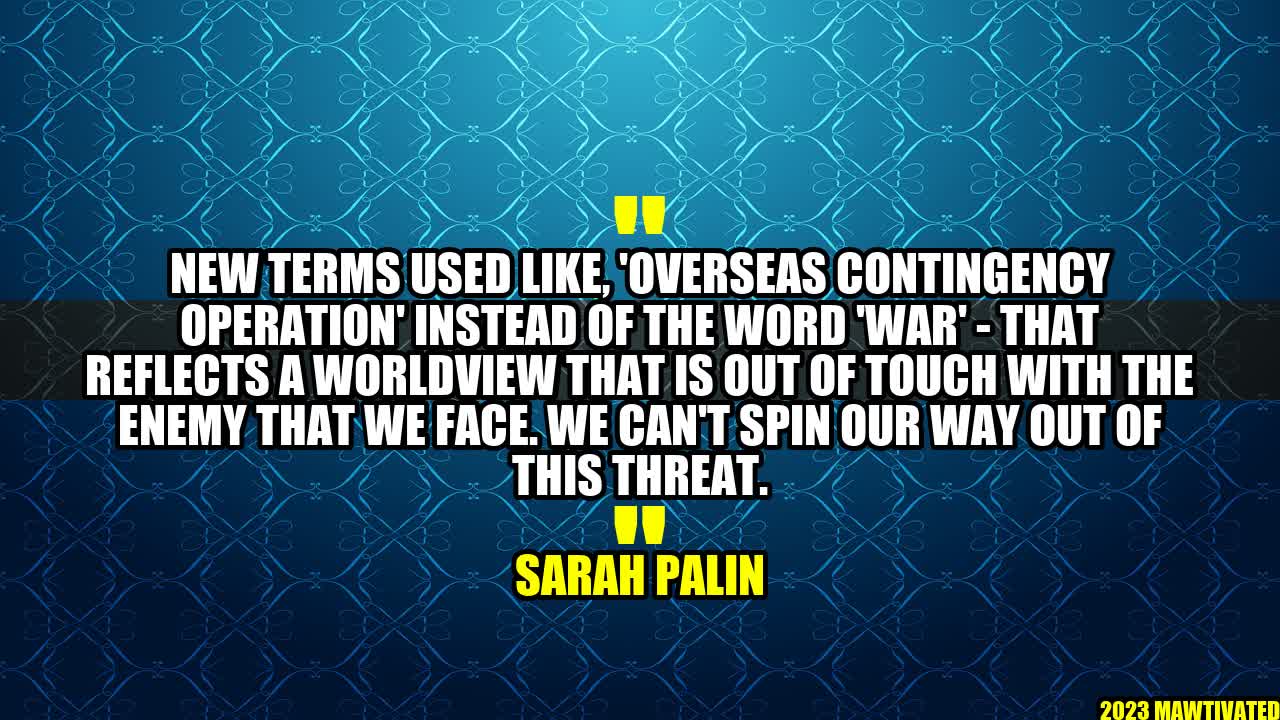 "
NEW TERMS USED LIKE, 'OVERSEAS CONTINGENCY
OPERATION' INSTEAD OF THE WORD 'WAR' - THAT
REFLECTS A WORLDVIEW THAT IS OUT OF TOUCH WITH THE
ENEMY THAT WE FACE. WE CAN'T SPIN OUR WAY OUT OF
THIS THREAT.
"
SARAH PALIN
2023 MAWTIVATED